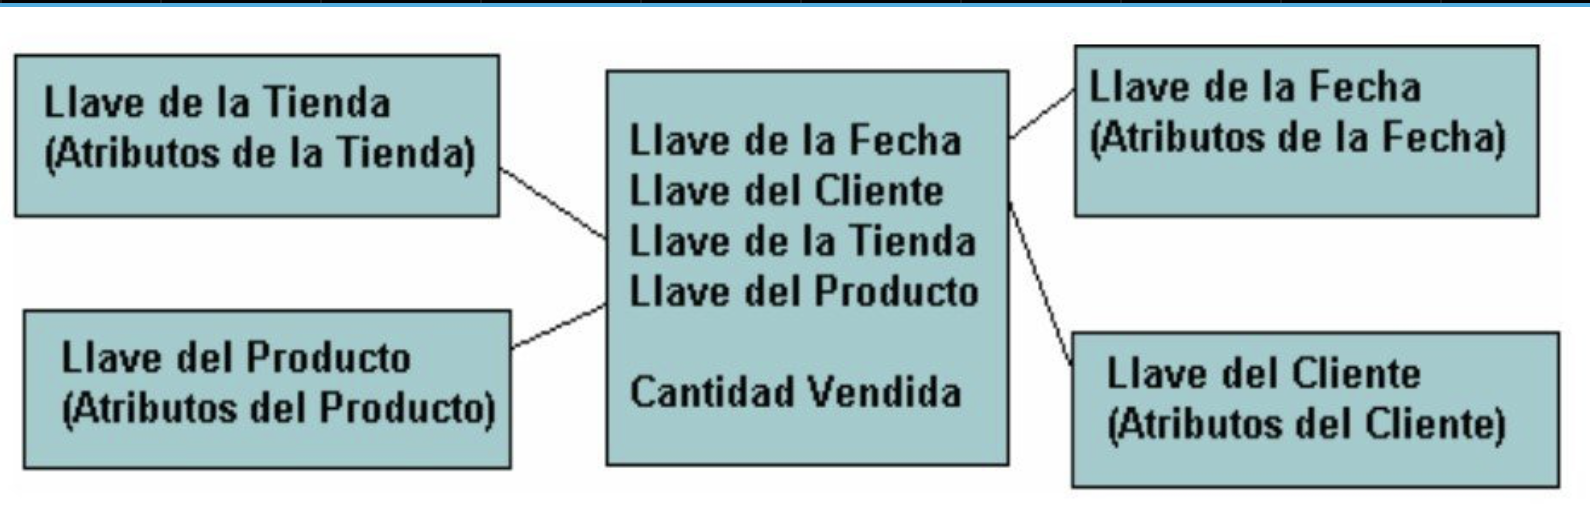 Llave de la Tienda
(Atributos de la Tienda)
Llave del Producto
(Atributos del Producto)
Llave de la Fecha
Llave del Cliente
Llave de la Tienda
Llave del Producto
Cantidad Vendida
Llave de la Fecha
(Atributos de la Fecha)
Llave del Cliente
(Atributos del Cliente)